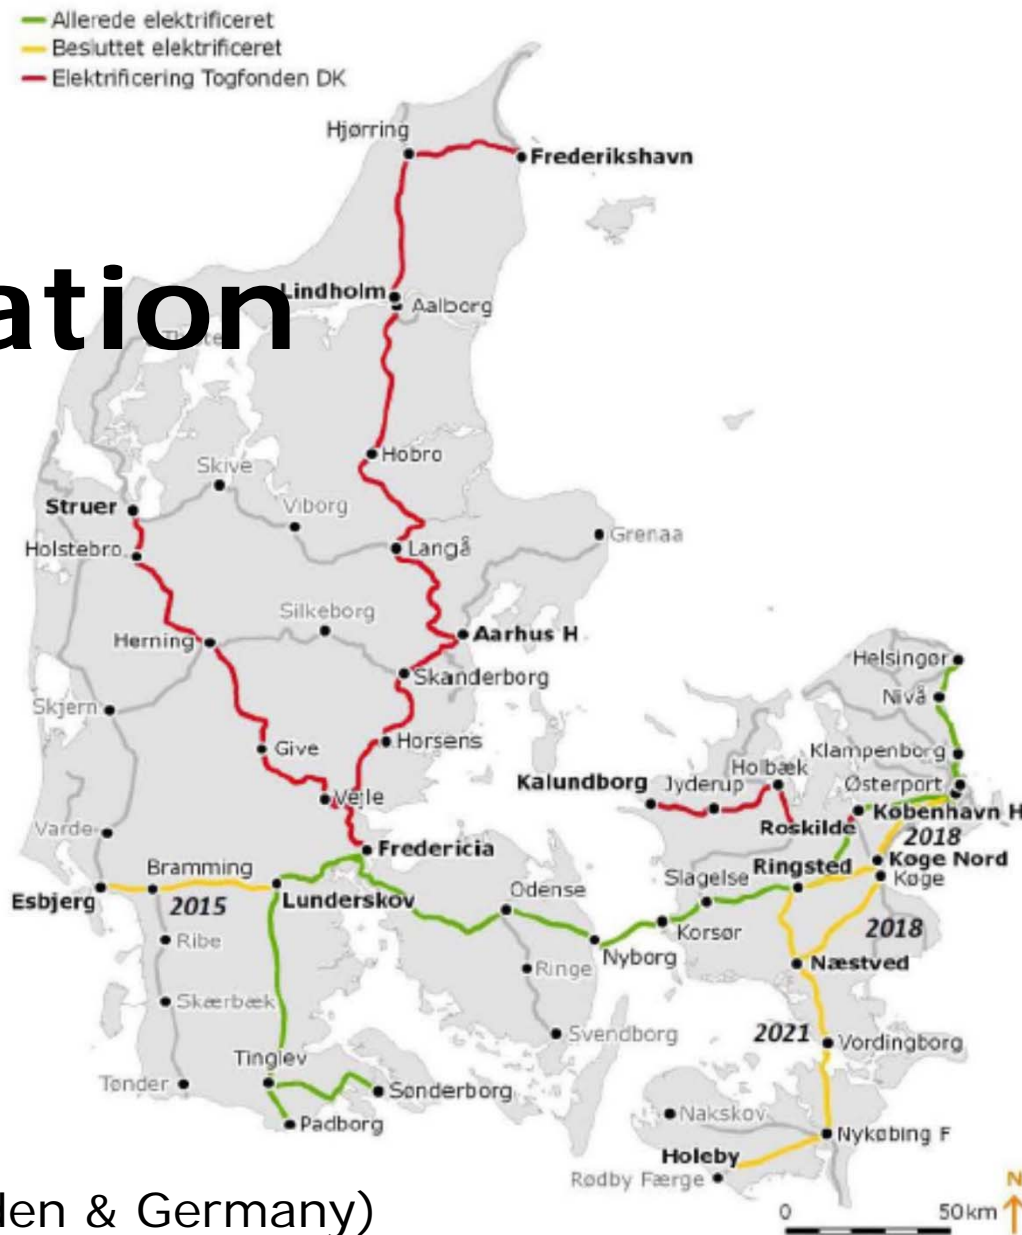 Allerede elektrificeret
Besluttet elektrificeret
Elektrificering Togfonden DK
Hjørring
Frederikshavn
ation
Lindholm
Aalborg
Hobro
Skive
Struer
Viborg
Grenaa
Holstebro
Langå
Silkeborg
Herning
Aarhus H
Helsingør
Skanderborg
Nivå
Skjern
Horsens
Give
Klampenborg
Holbæk
Kalundborg
Jyderup
Østerport
Vejle
København H
Varde
Roskilde
2018
Fredericia
Køge Nord
Bramming
Ringsted
Slagelse
Køge
Odense
Esbjerg
2015
Lunderskov
Korsør
2018
Ribe
Nyborg
Ringe
Næstved
Skærbæk
Svendborg
2021
Vordingborg
Tinglev
Tønder
Sønderborg
Nakskov
Padborg
Nykøbing F
Holeby
Rødby Færge
N
den & Germany)
0
50 km